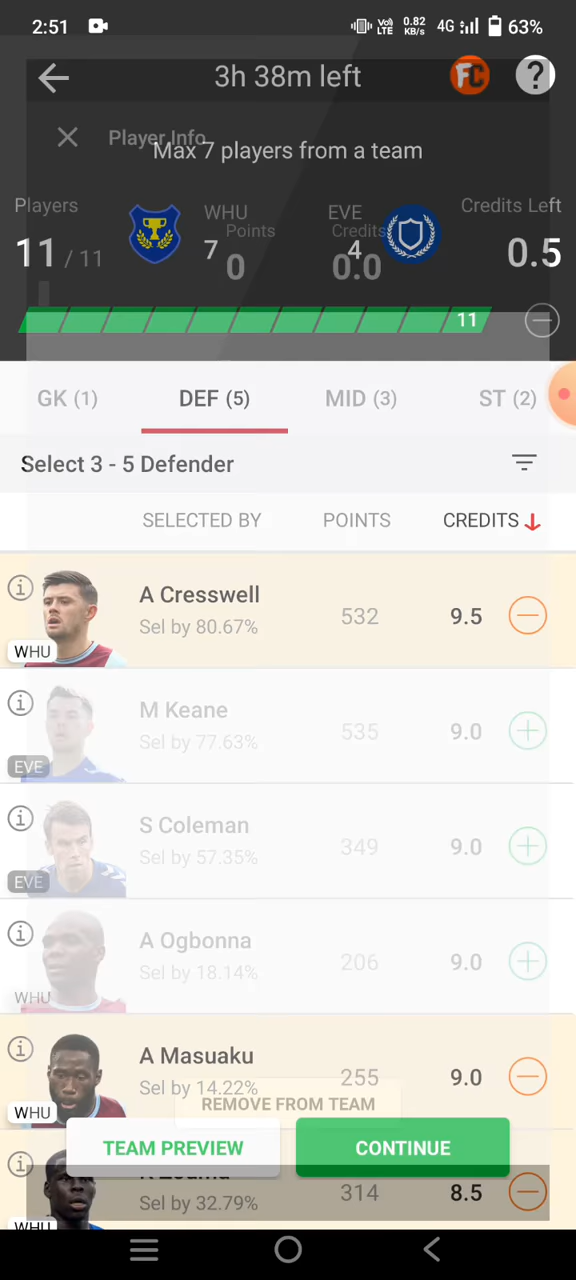 2:51 Vo) LTE 0.82 KB/s 4G 63%
3h 38m left FC ?
Player Info
Max 7 players from a team
Players WHU EVE Credits Left
Points Credits
11 / 11 7 4 0.5
0 0.0
11
GK (1) DEF (5) MID (3) ST (2)
Select 3 - 5 Defender
SELECTED BY POINTS CREDITS
A Cresswell
Sel by 80.67% 532 9.5
WHU
M Keane
Sel by 77.63% 535 9.0
EVE
S Coleman
Sel by 57.35% 349 9.0
EVE
A Ogbonna
Sel by 18.14% 206 9.0
WHU
A Masuaku
Sel by 14.22% 255 9.0
WHU
REMOVE FROM TEAM
TEAM PREVIEW CONTINUE
Sel by 32.79% 314 8.5
WHU